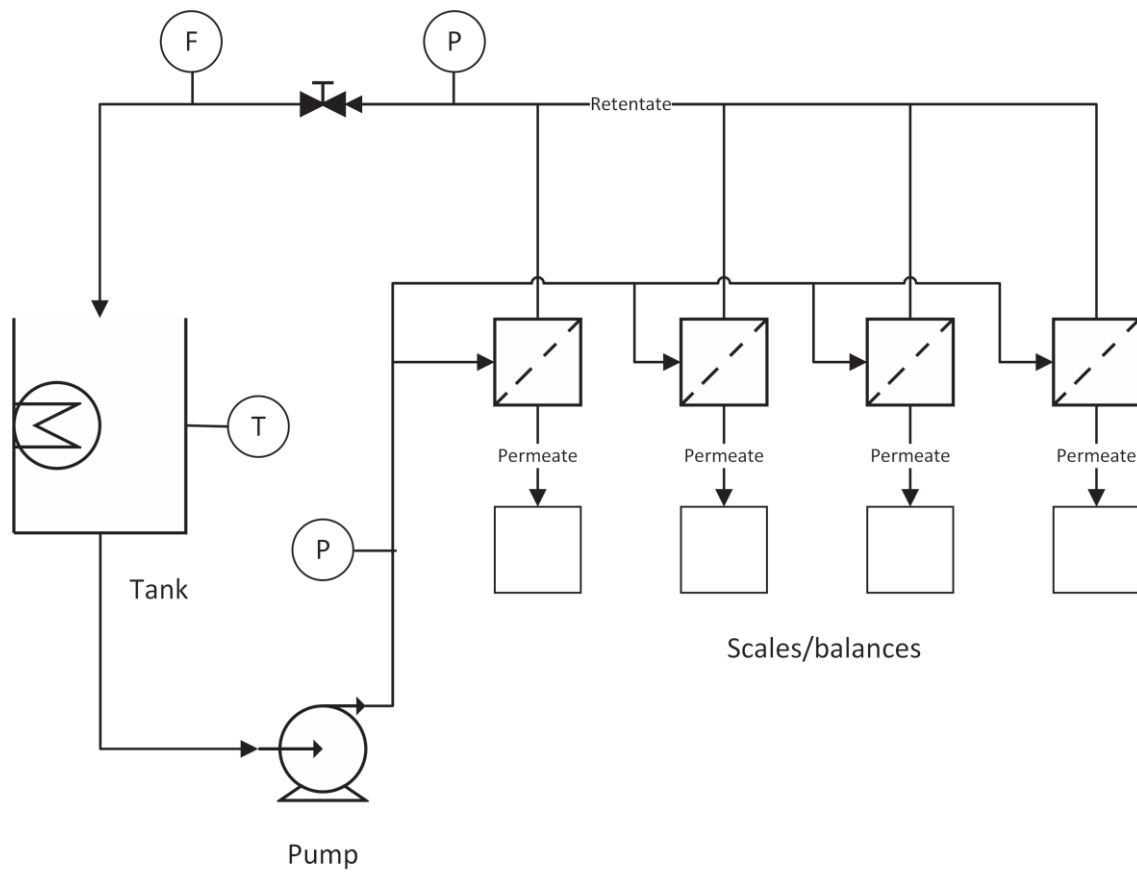 F
P
Retentate
T
Permeate
Permeate
Permeate
Permeate
P
Tank
Scales/balances
Pump